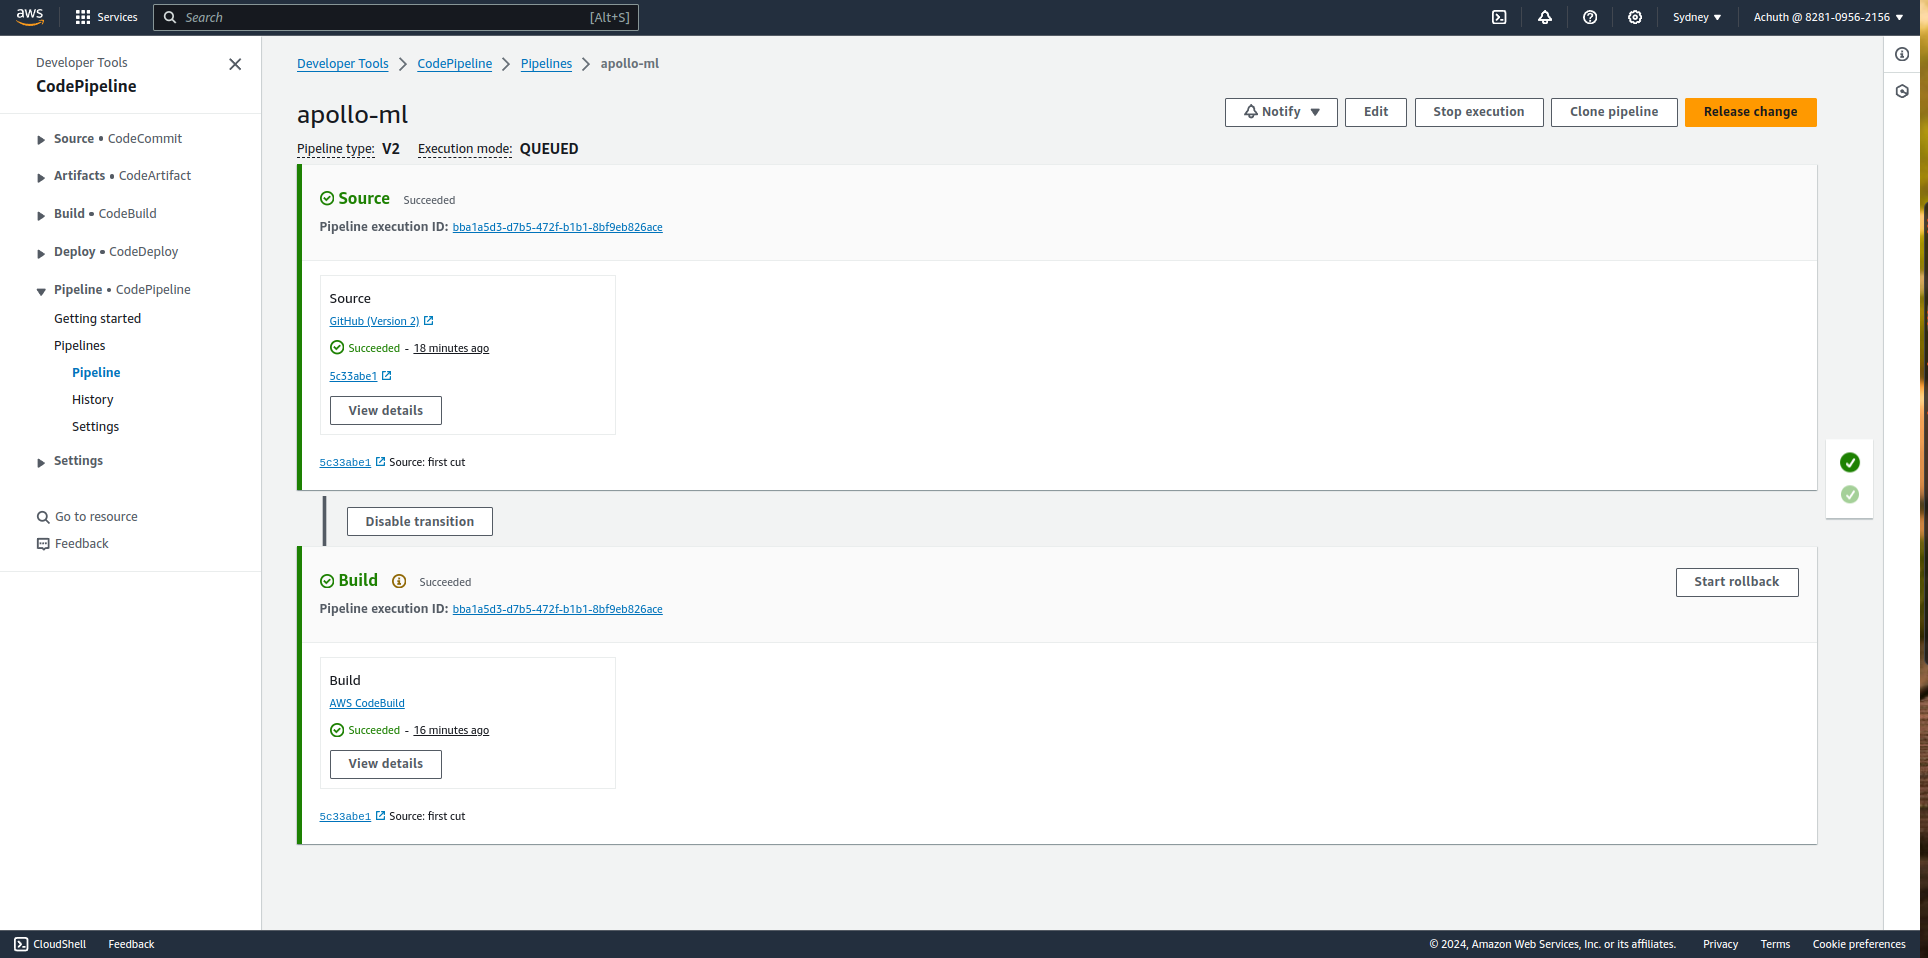 aws Services Search [Alt+S] Sydney Achuth @ 8281-0956-2156
Developer Tools
CodePipeline
Source • CodeCommit
Artifacts • CodeArtifact
Build • CodeBuild
Deploy • CodeDeploy
Pipeline • CodePipeline
Getting started
Pipelines
Pipeline
History
Settings
Settings
Go to resource
Feedback
Developer Tools CodePipeline Pipelines apollo-ml
apollo-ml
Notify Edit Stop execution Clone pipeline Release change
Pipeline type: V2 Execution mode: QUEUED
Source Succeeded
Pipeline execution ID: bba1a5d3-d7b5-472f-b1b1-8bf9eb826ace
Source
GitHub (Version 2)
Succeeded - 18 minutes ago
5c33abe1
View details
5c33abe1 Source: first cut
Disable transition
Build Succeeded
Start rollback
Pipeline execution ID: bba1a5d3-d7b5-472f-b1b1-8bf9eb826ace
Build
AWS CodeBuild
Succeeded - 16 minutes ago
View details
5c33abe1 Source: first cut
CloudShell Feedback © 2024, Amazon Web Services, Inc. or its affiliates. Privacy Terms Cookie preferences